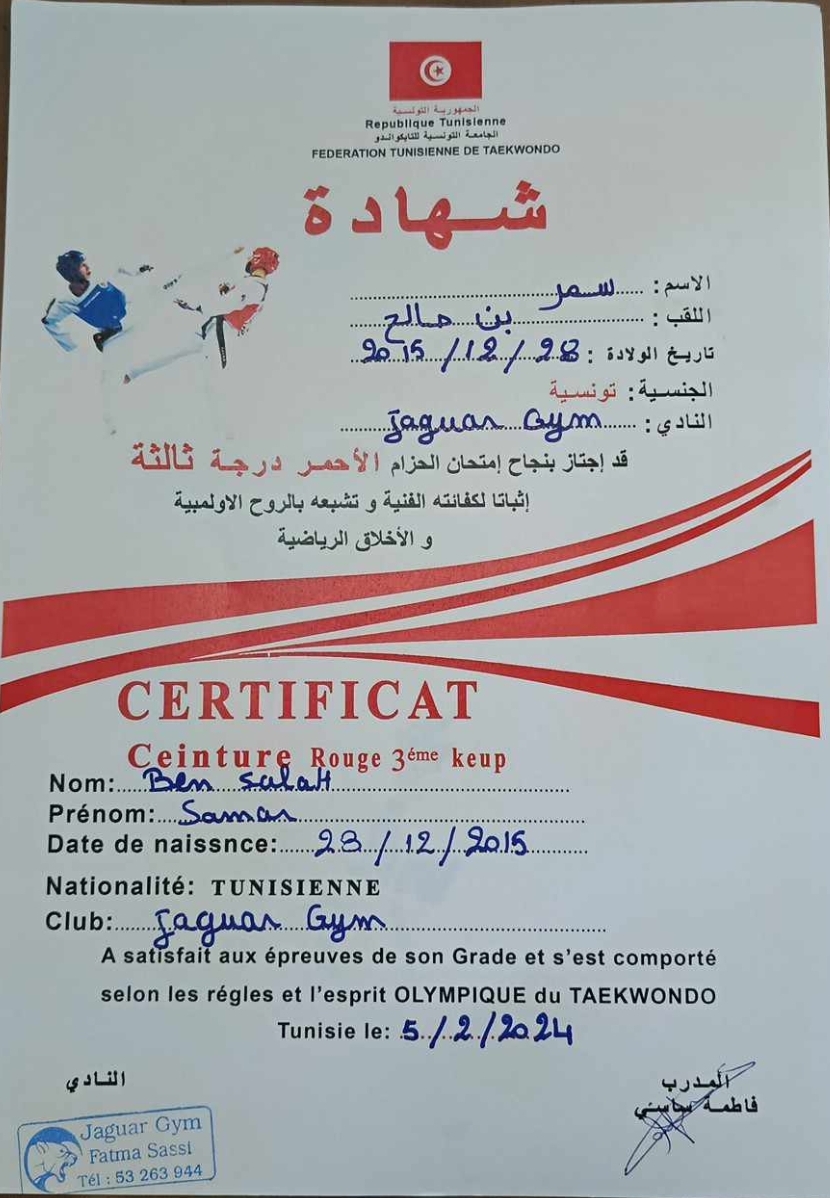 الجمهورية التونسية
Republique Tunisienne
الجامعة التونسية للتايكواندو
FEDERATION TUNISIENNE DE TAEKWONDO
شهادة
الاسم : سمر
اللقب : بن صالح
تاريخ الولادة : 2015/12/28
الجنسية : تونسية
النادي : Jaguar Gym
قد إجتاز بنجاح إمتحان الحزام الأحمر درجة ثالثة
إثباتا لكفائته الفنية و تشبعه بالروح الاولمبية
و الأخلاق الرياضية
CERTIFICAT
Ceinture Rouge 3éme keup
Nom: Ben Salah
Prénom: Samar
Date de naissnce: 28/12/2015
Nationalité: TUNISIENNE
Club: Jaguar Gym
A satisfait aux épreuves de son Grade et s'est comporté
selon les régles et l'esprit OLYMPIQUE du TAEKWONDO
Tunisie le: 5/2/2024
النادي
المدرب
فاطمة ساسي
Jaguar Gym
Fatma Sassi
Tél : 53 263 944